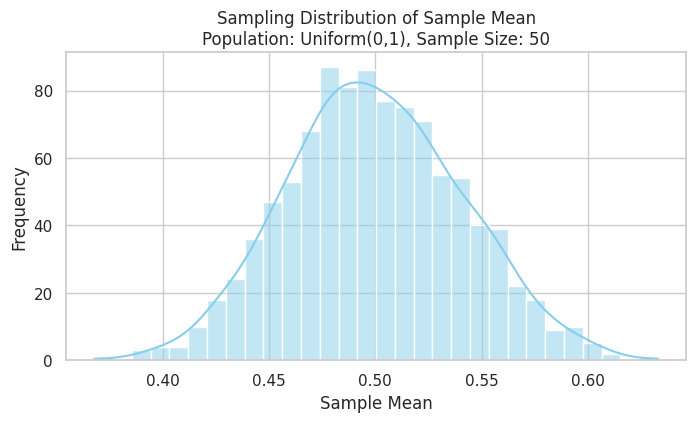 Sampling Distribution of Sample Mean
Population: Uniform(0,1), Sample Size: 50
Frequency
80
60
40
20
0
0.40 0.45 0.50 0.55 0.60
Sample Mean